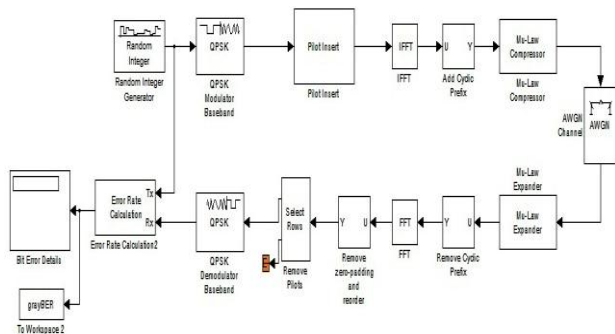 Random
Integer
Random Integer
Generator
QPSK
QPSK
Modulator
Baseband
Pilot Insert
Pilot Insert
IFFT
IFFT
U Y
Add Cyclic
Prefix
Mu-Law
Compressor
Mu-Law
Compressor
AWGN
AWGN
Channel
Bit Error Details
Error Rate
Calculation
Tx
Rx
Error Rate Calculation2
QPSK
QPSK
Demodulator
Baseband
Select
Rows
Remove
Pilots
Y U
Remove
zero-padding
and
reorder
FFT
FFT
Y U
Remove Cyclic
Prefix
Mu-Law
Expander
Mu-Law
Expander
grayBER
To Workspace 2